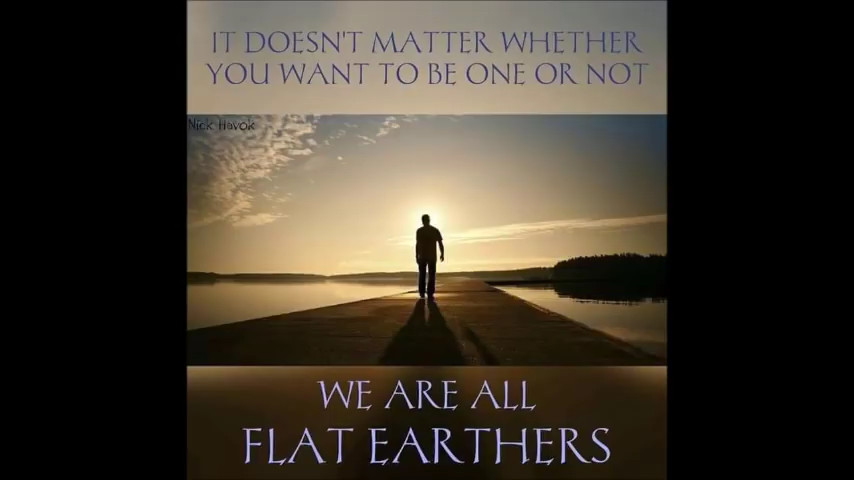 IT DOESN'T MATTER WHETHER
YOU WANT TO BE ONE OR NOT
Nick Havok
WE ARE ALL
FLAT EARTHERS